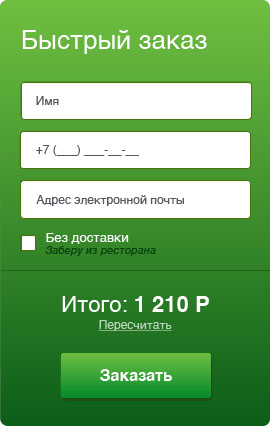 Быстрый заказ
Имя
+7 (___) ___-__-__
Адрес электронной почты
Без доставки
Заберу из ресторана
Итого: 1 210 Р
Пересчитать
Заказать